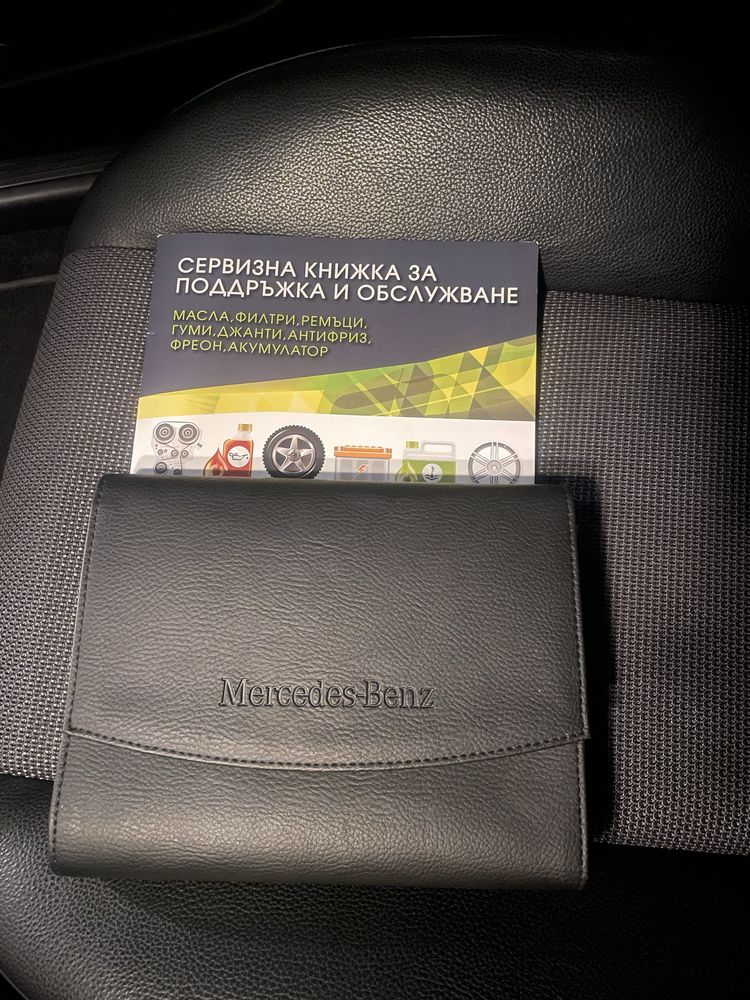 СЕРВИЗНА КНИЖКА ЗА
ПОДДРЪЖКА И ОБСЛУЖВАНЕ
МАСЛА,ФИЛТРИ,РЕМЪЦИ,
ГУМИ,ДЖАНТИ,АНТИФРИЗ,
ФРЕОН,АКУМУЛАТОР
Mercedes-Benz